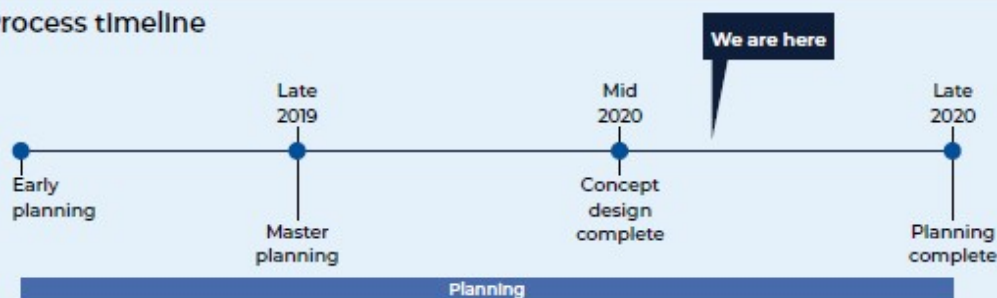 rocess timeline
We are here
Late
2019
Mid
2020
Late
2020
Early
planning
Master
planning
Concept
design
complete
Planning
complete
Planning